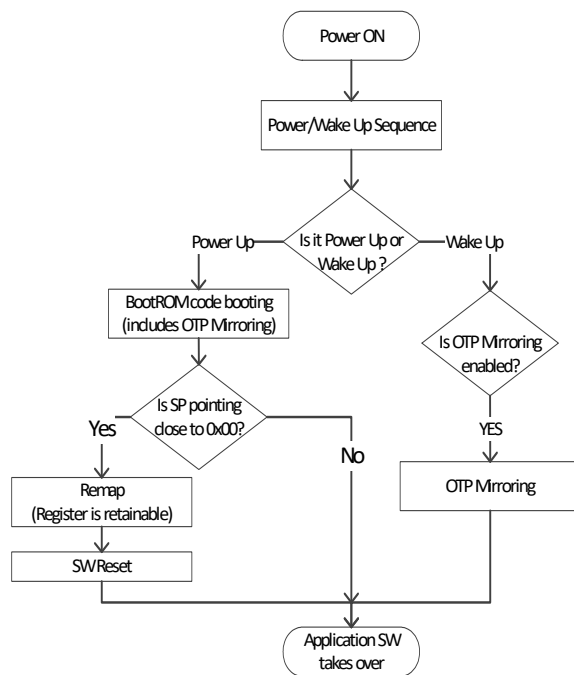 Power ON
Power/Wake Up Sequence
Is it Power Up or
Wake Up ?
Power Up
Wake Up
BootROM code booting
(includes OTP Mirroring)
Is OTP Mirroring
enabled?
Is SP pointing
close to 0x00?
Yes
No
YES
Remap
(Register is retainable)
OTP Mirroring
SW Reset
Application SW
takes over